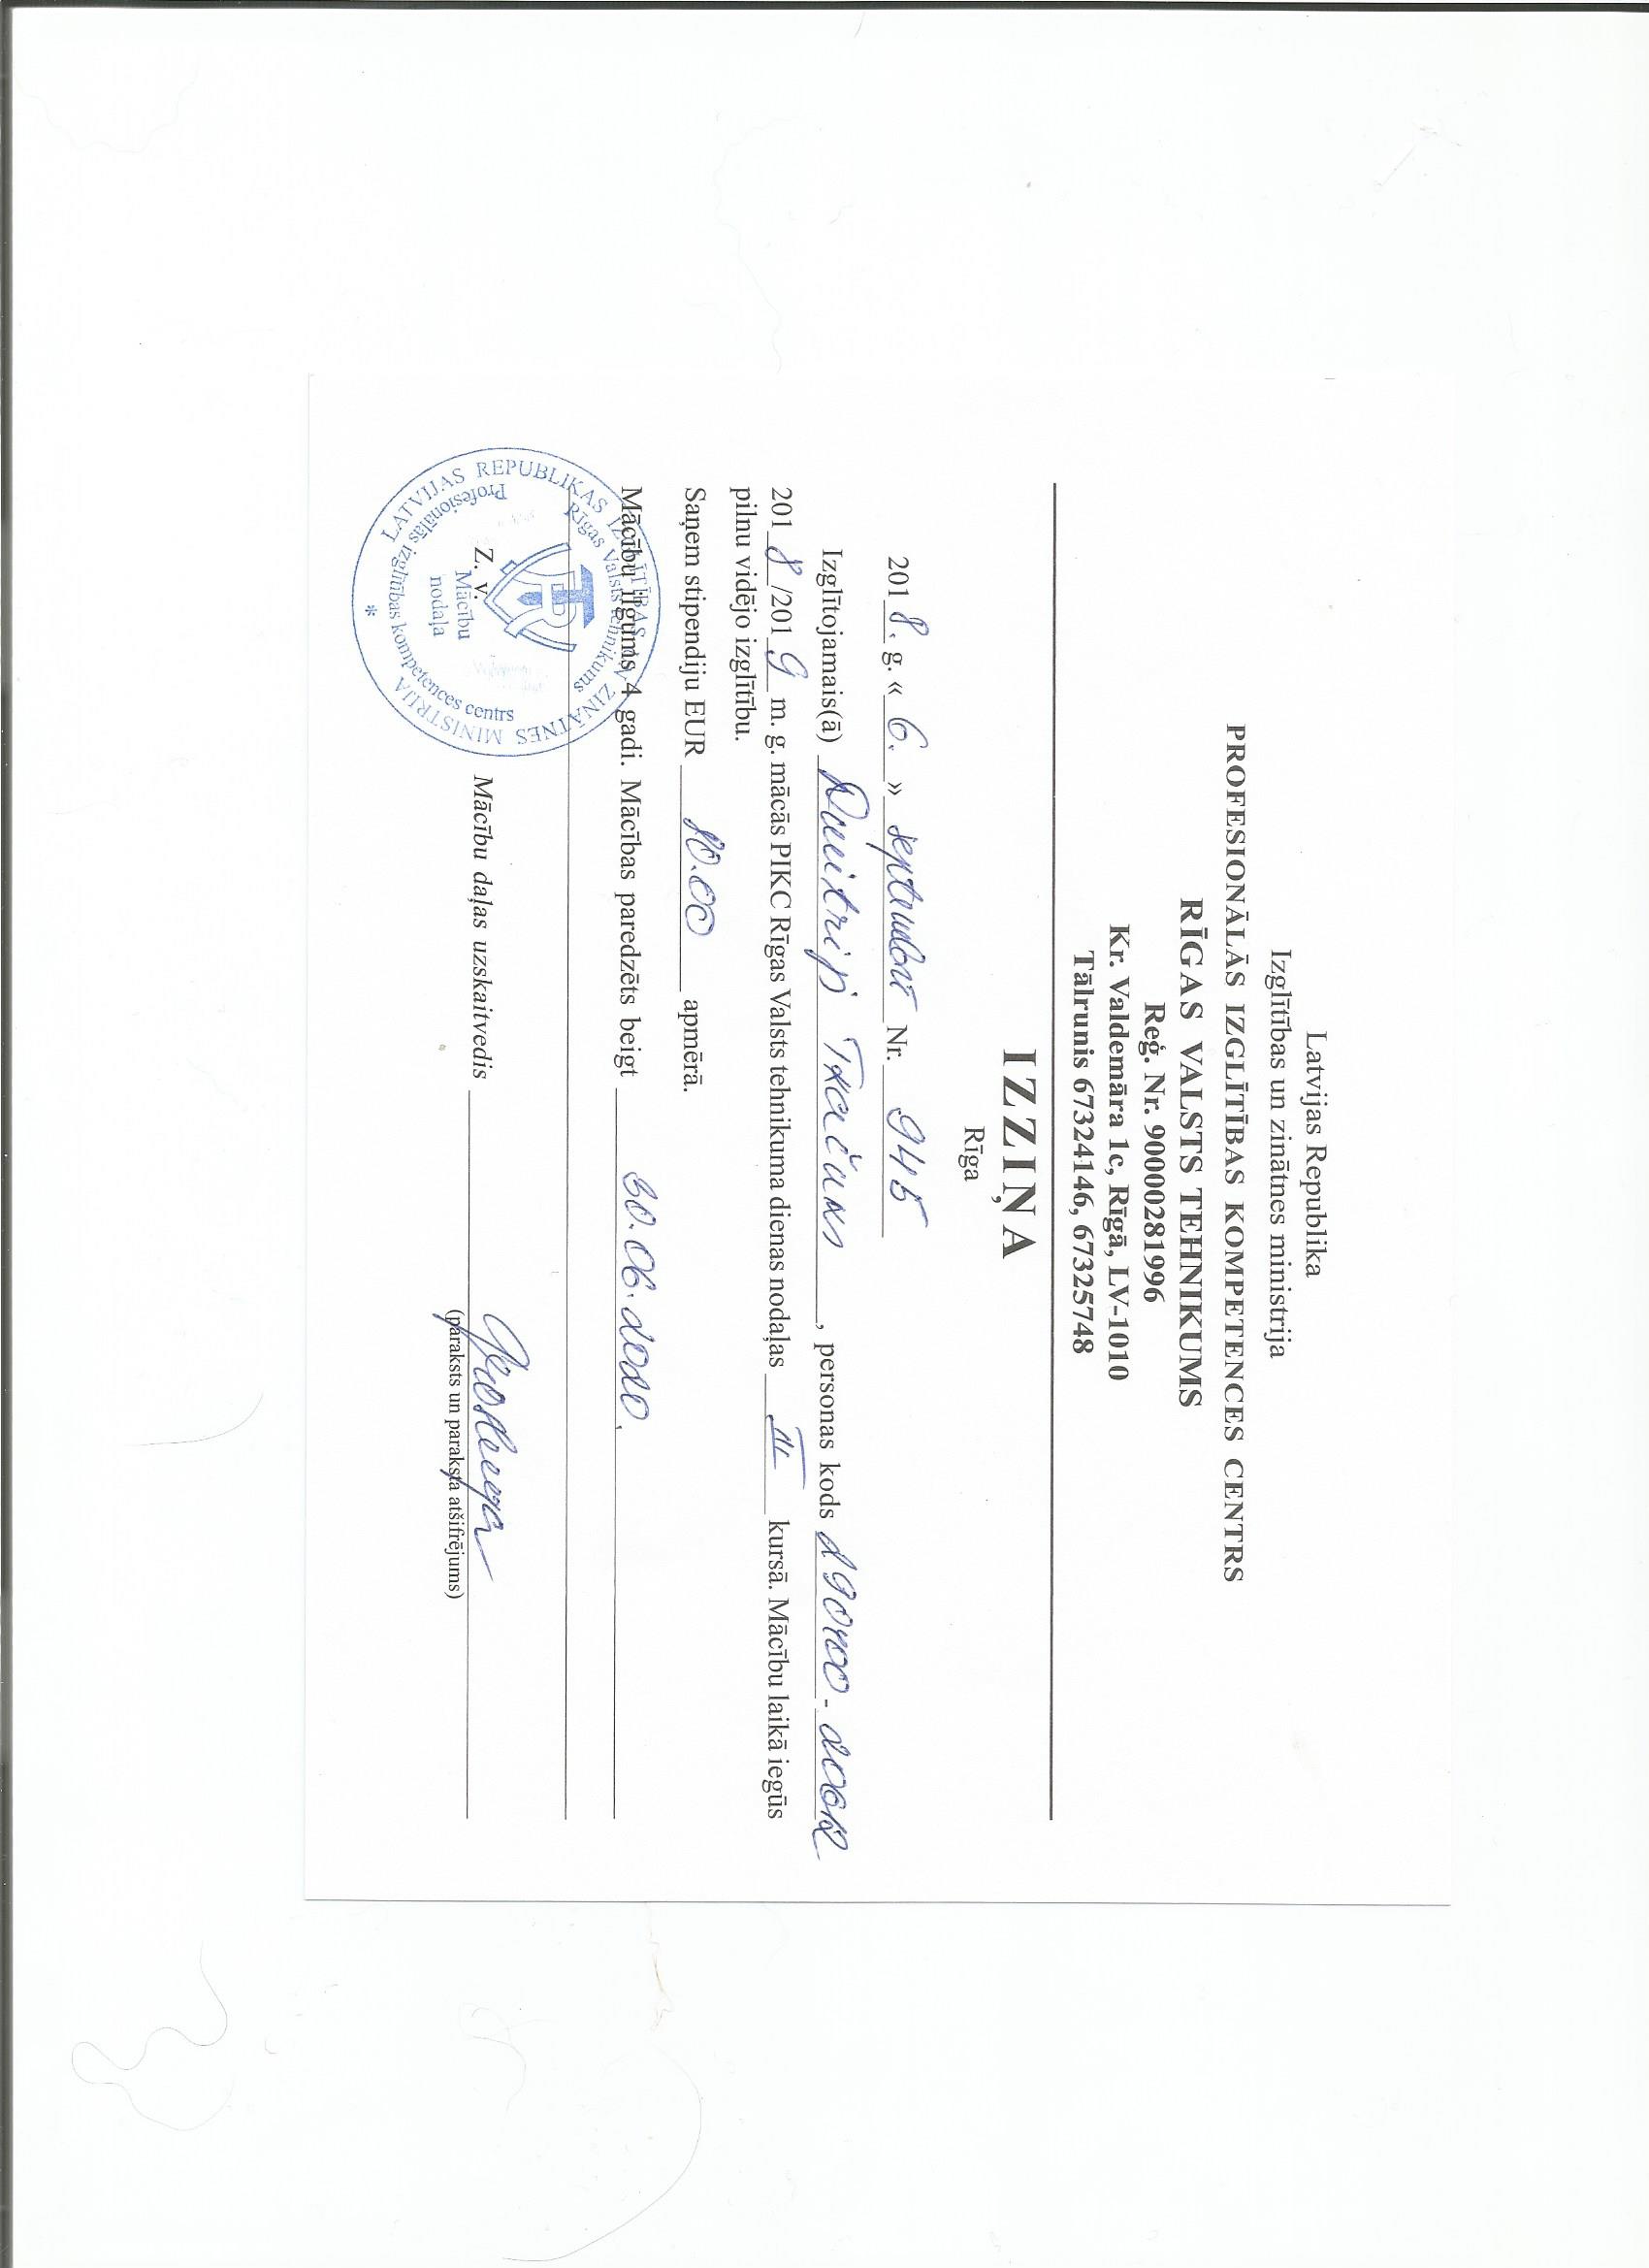 Latvijas Republika
Izglītības un zinātnes ministrija
PROFESIONĀLĀS IZGLĪTĪBAS KOMPETENCES CENTRS
RĪGAS VALSTS TEHNIKUMS
Reģ. Nr. 90000281996
Kr. Valdemāra 1c, Rīgā, LV-1010
Tālrunis 67324146, 67325748
IZZIŅA
Rīga
2018. g. « 6. » septembrī Nr. 945
Izglītojamais(ā) Dmitrijs Tkačuks, personas kods
2018/2019 m. g. mācās PIKC Rīgas Valsts tehnikuma dienas nodaļas III kursā. Mācību laikā iegūs
pilnu vidējo izglītību.
Saņem stipendiju EUR apmērā.
Mācību ilgums 4 gadi. Mācības paredzēts beigt 30.06.2020.
Z. v.
Mācību daļas uzskaitvedis
(paraksts un paraksta atšifrējums)
LATVIJAS REPUBLIKAS IZGLĪTĪBAS UN ZINĀTNES MINISTRIJA
Rīgas Valsts tehnikums
Profesionālās izglītības kompetences centrs
Mācību
nodaļa